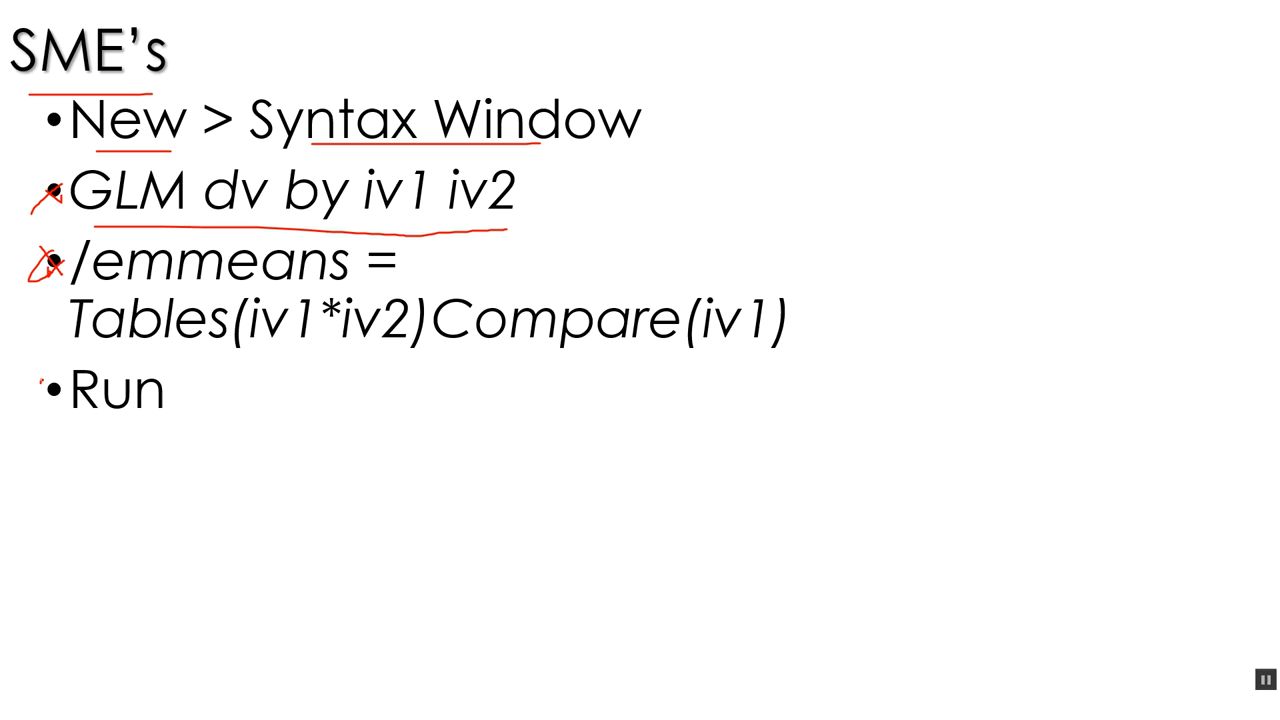 SME’s
•New > Syntax Window
•GLM dv by iv1 iv2
•/emmeans =
Tables(iv1*iv2)Compare(iv1)
•Run